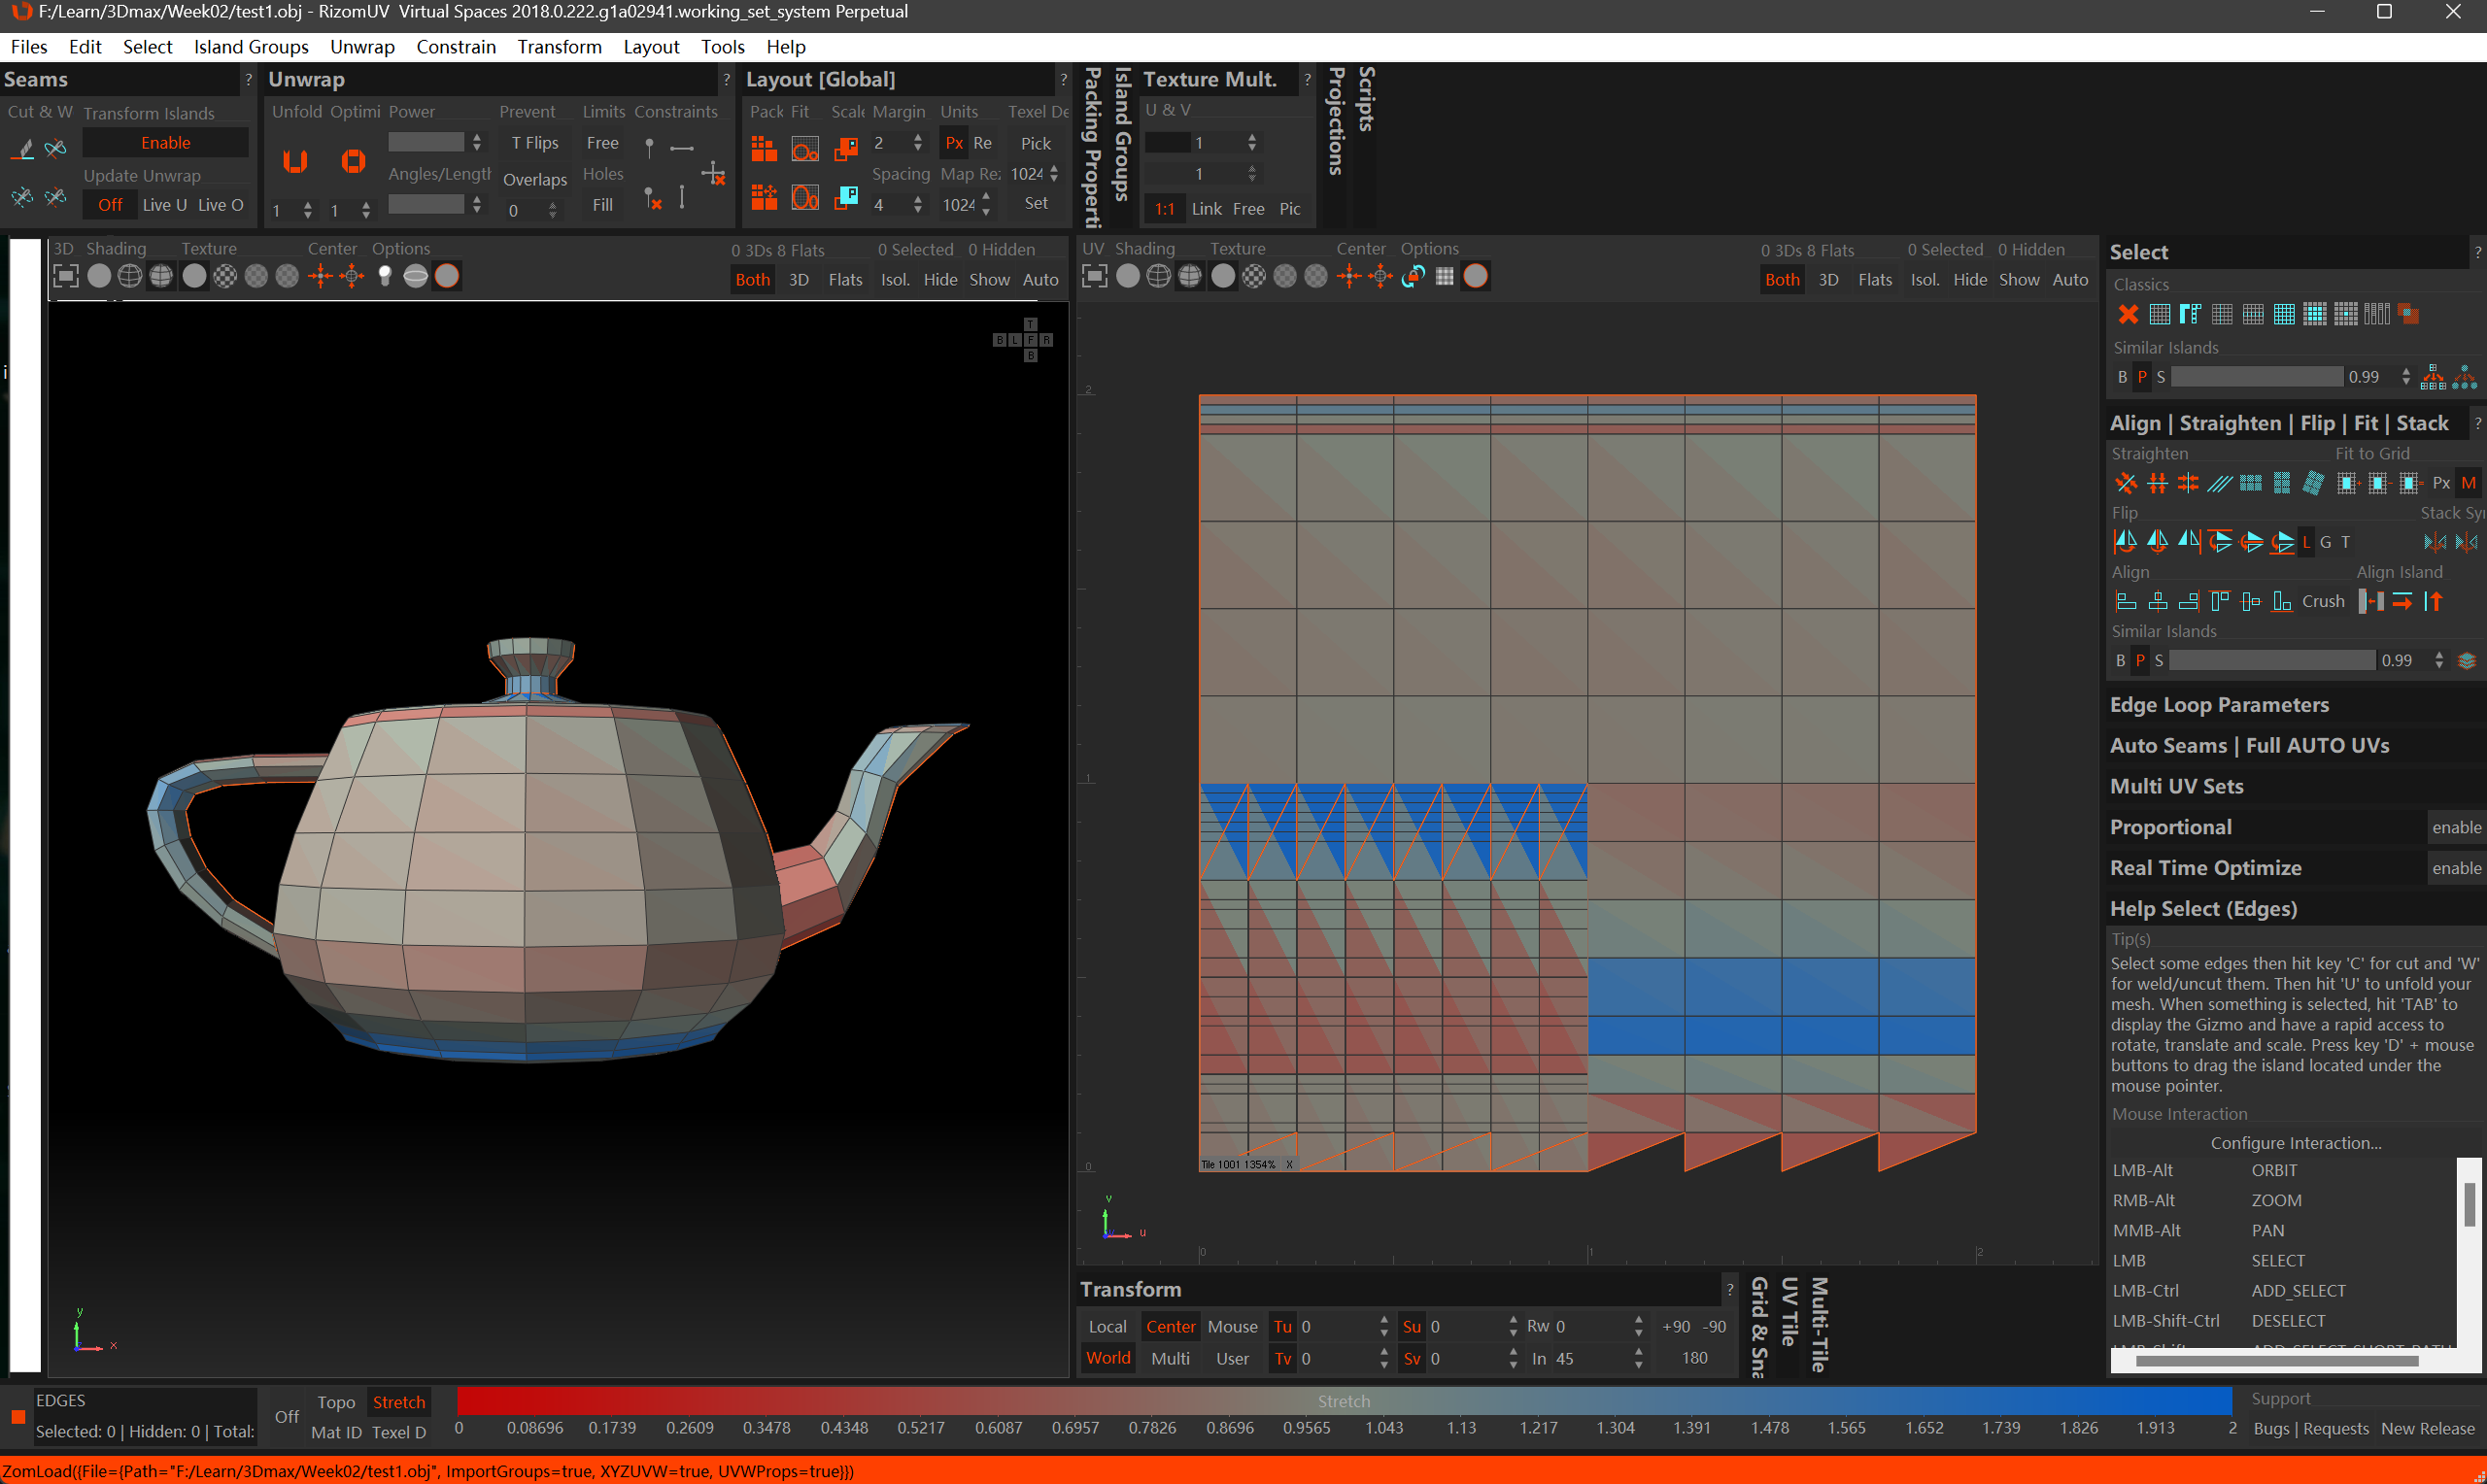 F:/Learn/3Dmax/Week02/test1.obj - RizomUV  Virtual Spaces 2018.0.222.g1a02941.working_set_system Perpetual
Files Edit Select Island Groups Unwrap Constrain Transform Layout Tools Help
Seams ?
Cut & W Transform Islands
Enable
Update Unwrap
Off Live U Live O
Unwrap ?
Unfold Optimi Power Prevent Limits Constraints
T Flips Free
Angles/Lengt Overlaps Holes
1 1 0 Fill
Layout [Global] ?
Pack Fit Scale Margin Units Texel De
2 Px Re Pick
Spacing Map Re 1024
4 1024 Set
Packing Properti
Island Groups
Texture Mult. ?
U & V
1
1
1:1 Link Free Pic
Projections
Scripts
3D Shading Texture Center Options 0 3Ds 8 Flats 0 Selected 0 Hidden
Both 3D Flats Isol. Hide Show Auto
T
B L F R
B
y
x
UV Shading Texture Center Options 0 3Ds 8 Flats 0 Selected 0 Hidden
Both 3D Flats Isol. Hide Show Auto
2
1
0
Tile 1001 1354% X
v
u
0 1 2
Transform ?
Local Center Mouse Tu 0 Su 0 Rw 0 +90 -90
World Multi User Tv 0 Sv 0 In 45 180
Grid & Sna
UV Tile
Multi-Tile
Select ?
Classics
Similar Islands
B P S 0.99
Align | Straighten | Flip | Fit | Stack ?
Straighten Fit to Grid
Px M
Flip Stack Sy
L G T
Align Align Island
Crush
Similar Islands
B P S 0.99
Edge Loop Parameters
Auto Seams | Full AUTO UVs
Multi UV Sets
Proportional enable
Real Time Optimize enable
Help Select (Edges)
Tip(s)
Select some edges then hit key 'C' for cut and 'W'
for weld/uncut them. Then hit 'U' to unfold your
mesh. When something is selected, hit 'TAB' to
display the Gizmo and have a rapid access to
rotate, translate and scale. Press key 'D' + mouse
buttons to drag the island located under the
mouse pointer.
Mouse Interaction
Configure Interaction...
LMB-Alt ORBIT
RMB-Alt ZOOM
MMB-Alt PAN
LMB SELECT
LMB-Ctrl ADD_SELECT
LMB-Shift-Ctrl DESELECT
EDGES
Selected: 0 | Hidden: 0 | Total:
Off Topo Stretch
Mat ID Texel D
Stretch
0 0.08696 0.1739 0.2609 0.3478 0.4348 0.5217 0.6087 0.6957 0.7826 0.8696 0.9565 1.043 1.13 1.217 1.304 1.391 1.478 1.565 1.652 1.739 1.826 1.913 2
Support
Bugs | Requests New Release
ZomLoad({File={Path="F:/Learn/3Dmax/Week02/test1.obj", ImportGroups=true, XYZUVW=true, UVWProps=true}})